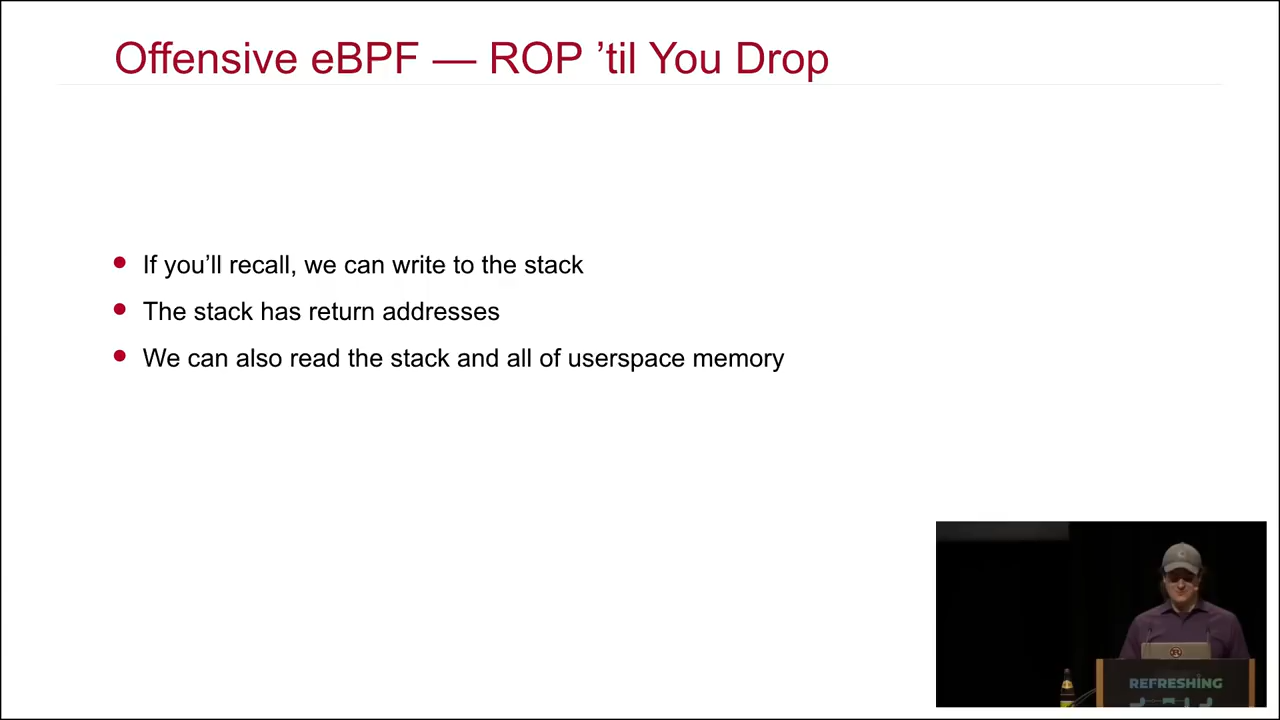 Offensive eBPF — ROP ’til You Drop
If you’ll recall, we can write to the stack
The stack has return addresses
We can also read the stack and all of userspace memory
REFRESHING